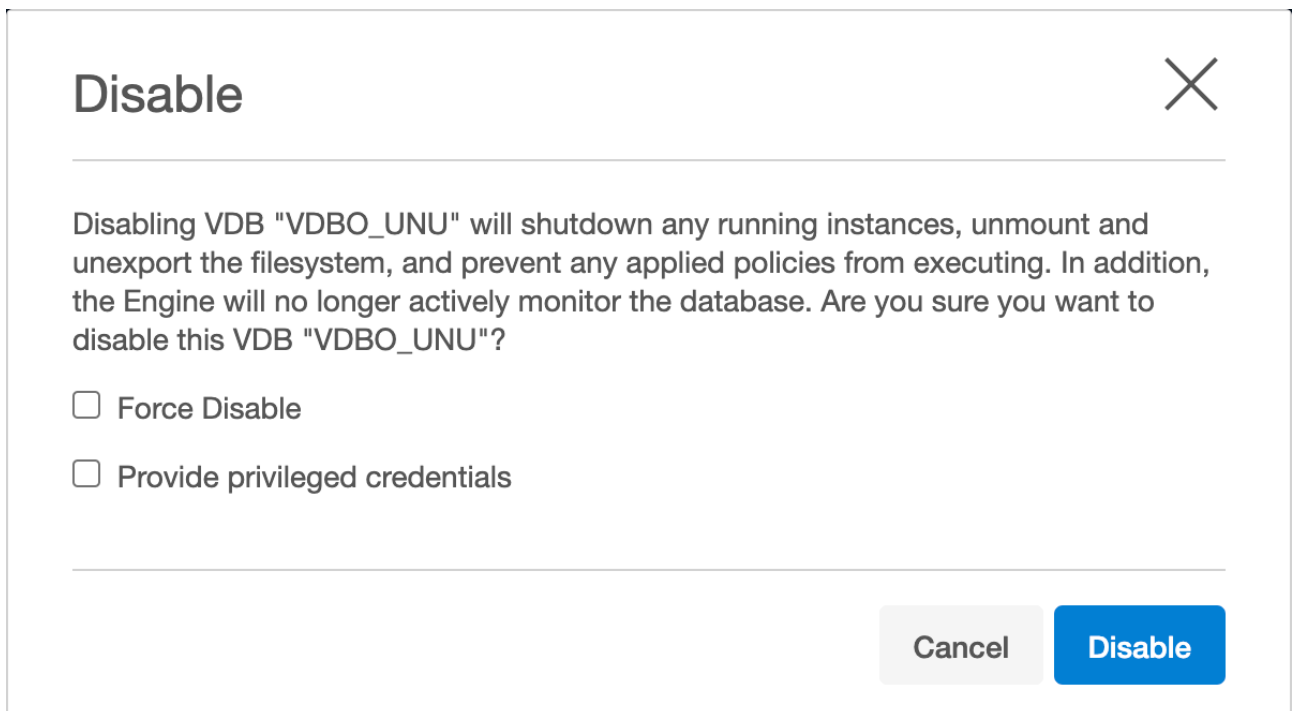 Disable
Disabling VDB "VDBO_UNU" will shutdown any running instances, unmount and
unexport the filesystem, and prevent any applied policies from executing. In addition,
the Engine will no longer actively monitor the database. Are you sure you want to
disable this VDB "VDBO_UNU"?
Force Disable
Provide privileged credentials
Cancel Disable